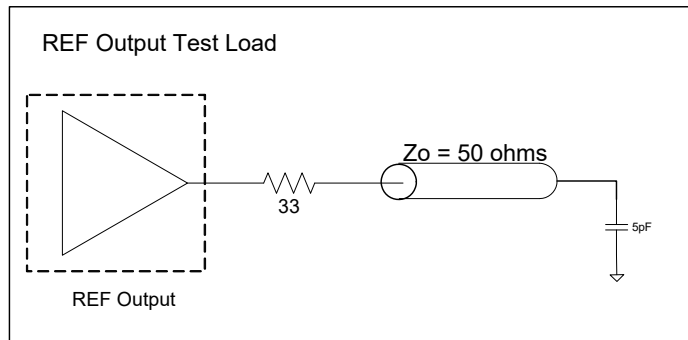 REF Output Test Load
Zo = 50 ohms
33
5pF
REF Output